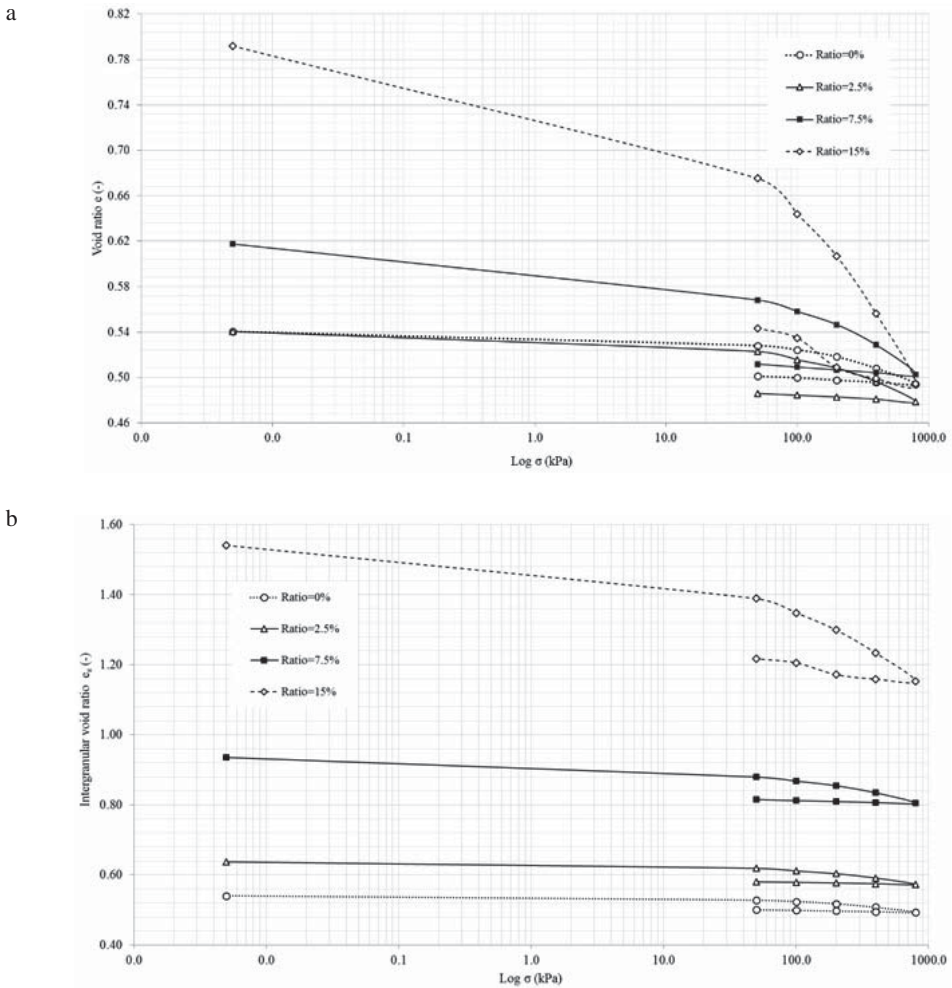 a
0.82
0.78
0.74
0.70
0.66
0.62
0.54
0.50
0.46
Void ratio e (-)
Ratio=0%
Ratio=2.5%
Ratio=7.5%
Ratio=15%
0.0
0.0
0.1
1.0
10.0
100.0
1000.0
Log σ (kPa)
b
1.60
1.40
1.20
1.00
0.80
0.60
0.40
Intergranular void ratio eₛ (-)
Ratio=0%
Ratio=2.5%
Ratio=7.5%
Ratio=15%
0.0
0.0
0.1
1.0
10.0
100.0
1000.0
Log σ (kPa)